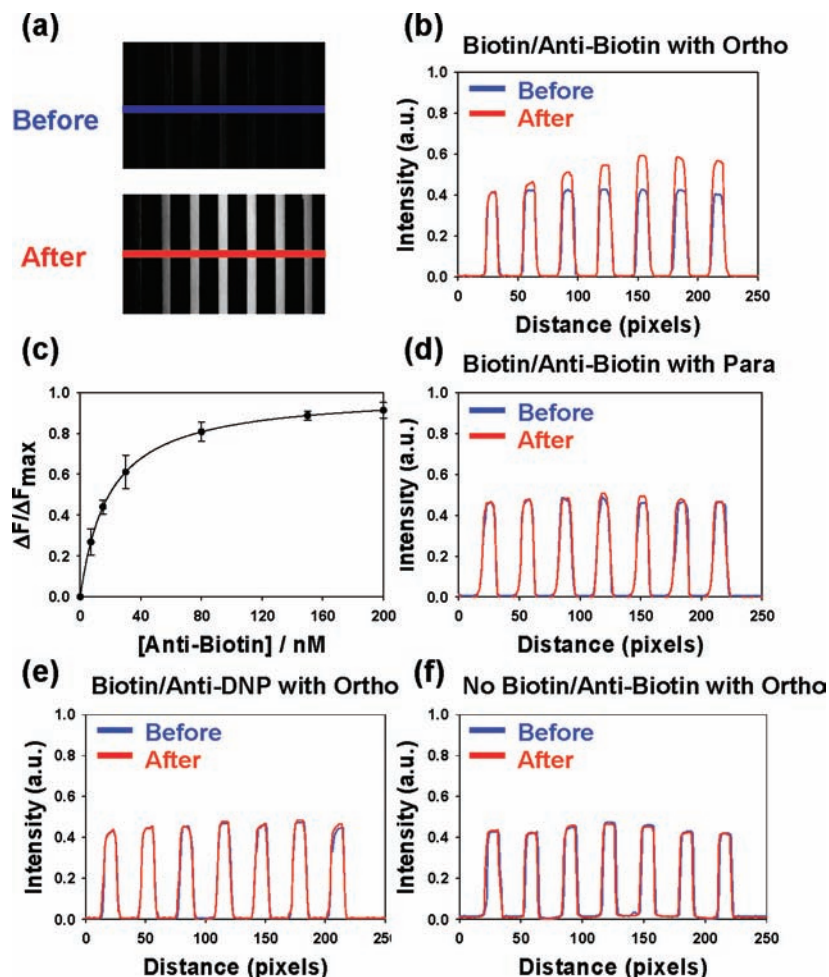 (a)
Before
After
(b)
Biotin/Anti-Biotin with Ortho
Before
After
Intensity (a.u.)
1.0
0.8
0.6
0.4
0.2
0.0
0 50 100 150 200 250
Distance (pixels)
(c)
ΔF/ΔFmax
1.0
0.8
0.6
0.4
0.2
0.0
0 40 80 120 160 200
[Anti-Biotin] / nM
(d)
Biotin/Anti-Biotin with Para
Before
After
Intensity (a.u.)
1.0
0.8
0.6
0.4
0.2
0.0
0 50 100 150 200 250
Distance (pixels)
(e)
Biotin/Anti-DNP with Ortho
Before
After
Intensity (a.u.)
1.0
0.8
0.6
0.4
0.2
0.0
0 50 100 150 200 250
Distance (pixels)
(f)
No Biotin/Anti-Biotin with Ortho
Before
After
Intensity (a.u.)
1.0
0.8
0.6
0.4
0.2
0.0
0 50 100 150 200 250
Distance (pixels)